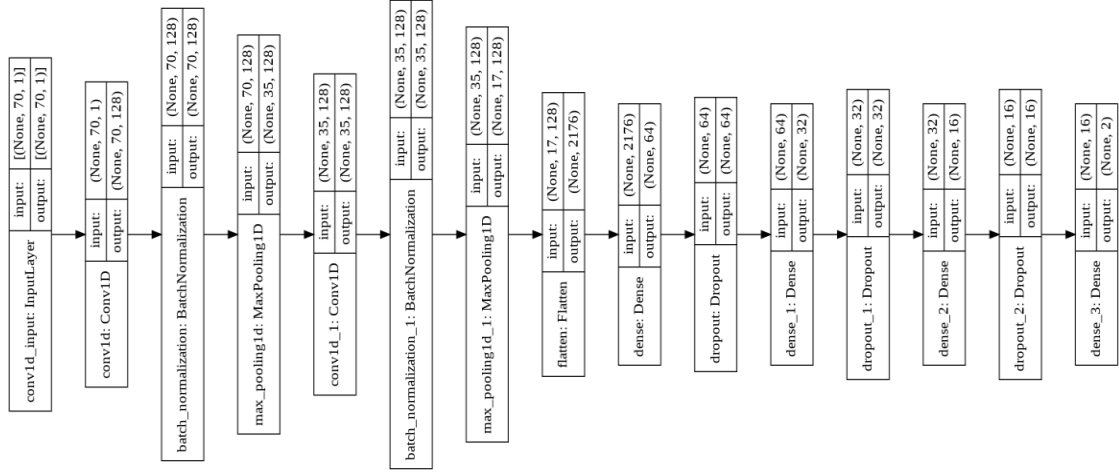 conv1d_input: InputLayer
input:
output:
[(None, 70, 1)]
[(None, 70, 1)]
conv1d: Conv1D
input:
output:
(None, 70, 1)
(None, 70, 128)
batch_normalization: BatchNormalization
input:
output:
(None, 70, 128)
(None, 70, 128)
max_pooling1d: MaxPooling1D
input:
output:
(None, 70, 128)
(None, 35, 128)
conv1d_1: Conv1D
input:
output:
(None, 35, 128)
(None, 35, 128)
batch_normalization_1: BatchNormalization
input:
output:
(None, 35, 128)
(None, 35, 128)
max_pooling1d_1: MaxPooling1D
input:
output:
(None, 35, 128)
(None, 17, 128)
flatten: Flatten
input:
output:
(None, 17, 128)
(None, 2176)
dense: Dense
input:
output:
(None, 2176)
(None, 64)
dropout: Dropout
input:
output:
(None, 64)
(None, 64)
dense_1: Dense
input:
output:
(None, 64)
(None, 32)
dropout_1: Dropout
input:
output:
(None, 32)
(None, 32)
dense_2: Dense
input:
output:
(None, 32)
(None, 16)
dropout_2: Dropout
input:
output:
(None, 16)
(None, 16)
dense_3: Dense
input:
output:
(None, 16)
(None, 2)